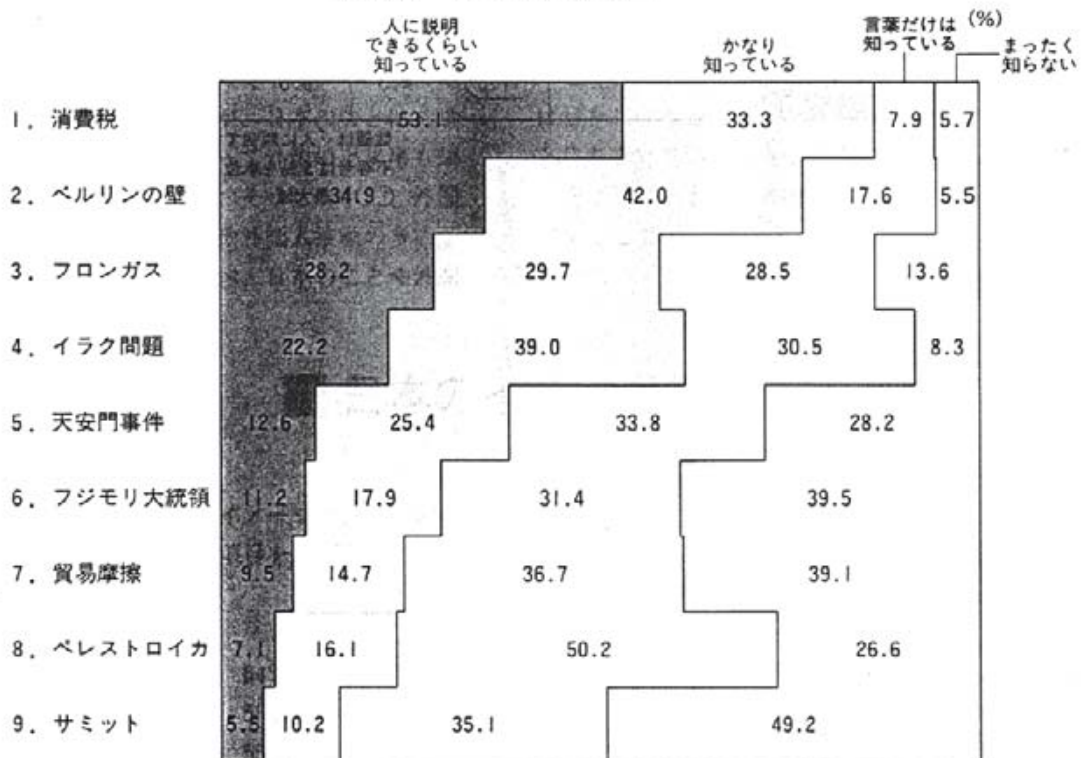 人に説明
できるくらい
知っている
かなり
知っている
言葉だけは
知っている
(%)
まったく
知らない
1. 消費税 53.1 33.3 7.9 5.7
2. ベルリンの壁 34.9 42.0 17.6 5.5
3. フロンガス 28.2 29.7 28.5 13.6
4. イラク問題 22.2 39.0 30.5 8.3
5. 天安門事件 12.6 25.4 33.8 28.2
6. フジモリ大統領 11.2 17.9 31.4 39.5
7. 貿易摩擦 9.5 14.7 36.7 39.1
8. ペレストロイカ 7.1 16.1 50.2 26.6
9. サミット 5.5 10.2 35.1 49.2